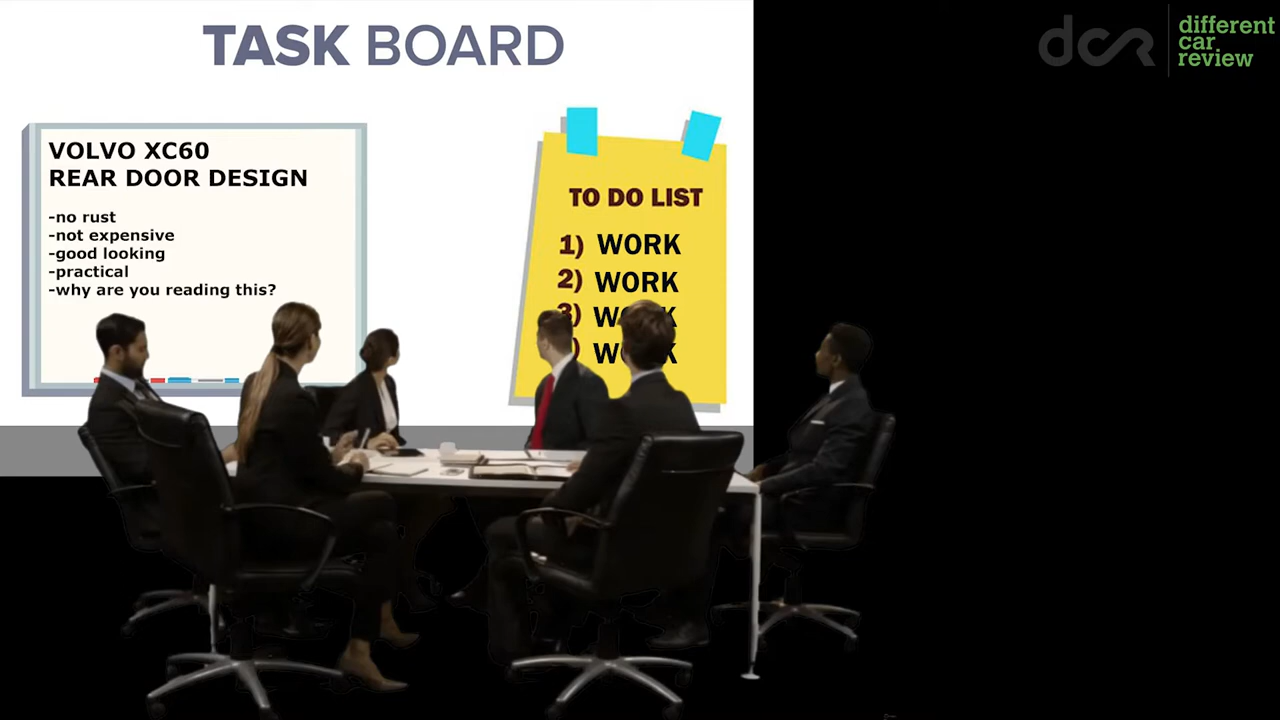 TASK BOARD
dcr
different
car
review
VOLVO XC60
REAR DOOR DESIGN
-no rust
-not expensive
-good looking
-practical
-why are you reading this?
TO DO LIST
1) WORK
2) WORK
3)